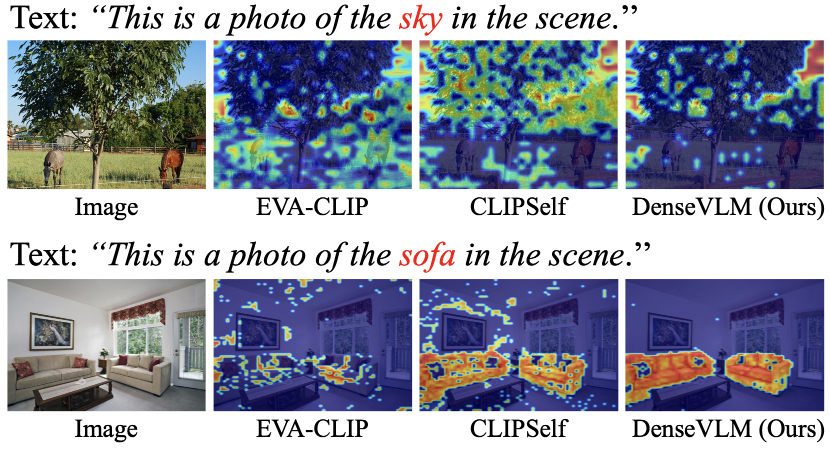 Text: “This is a photo of the sky in the scene.”
Image EVA-CLIP CLIPSelf DenseVLM (Ours)
Text: “This is a photo of the sofa in the scene.”
Image EVA-CLIP CLIPSelf DenseVLM (Ours)